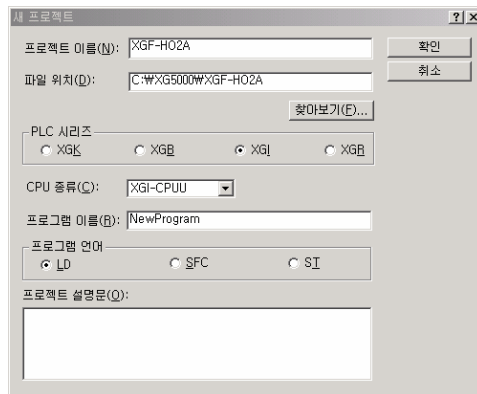 새 프로젝트
프로젝트 이름(N): XGF-HO2A
확인
파일 위치(D): C:₩XG5000₩XGF-HO2A
취소
찾아보기(F)...
PLC 시리즈
XGK XGB XGI XGR
CPU 종류(C): XGI-CPUU
프로그램 이름(R): NewProgram
프로그램 언어
LD SFC ST
프로젝트 설명문(O):